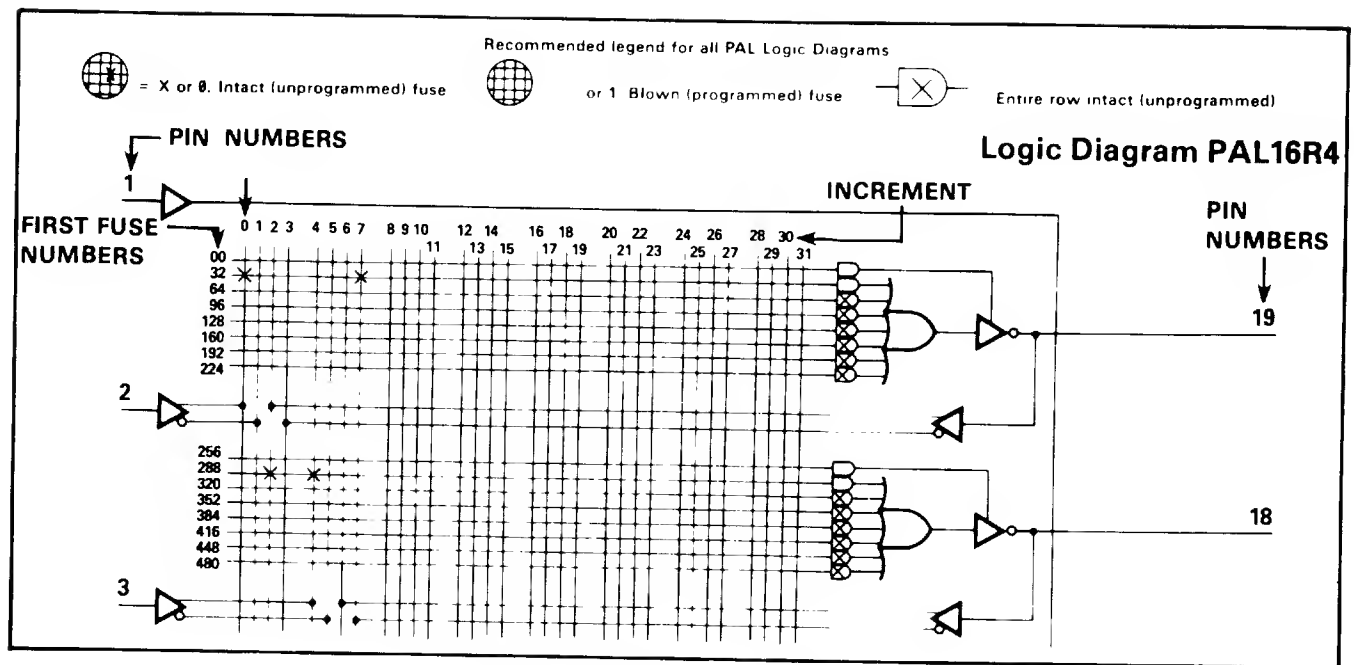 Recommended legend for all PAL Logic Diagrams
= X or 0. Intact (unprogrammed) fuse
or 1 Blown (programmed) fuse
Entire row intact (unprogrammed)
PIN NUMBERS
Logic Diagram PAL16R4
1
INCREMENT
PIN
NUMBERS
FIRST FUSE
NUMBERS
0 1 2 3 4 5 6 7 8 9 10 12 14 16 18 20 22 24 26 28 30
11 13 15 17 19 21 23 25 27 29 31
00
32
64
96
128
160
192
224
19
2
256
288
320
352
384
416
448
480
18
3